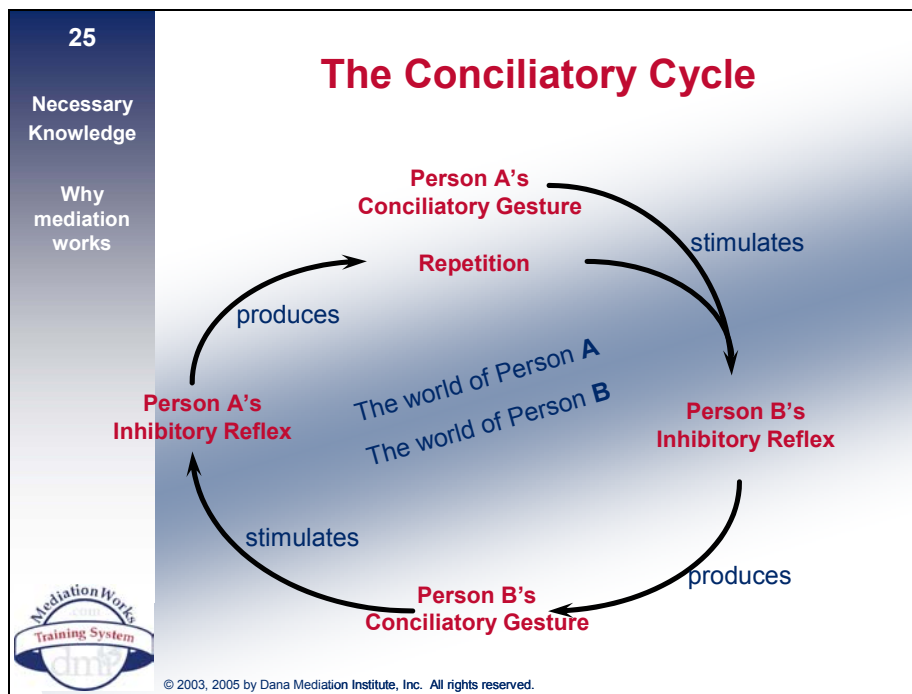 25
Necessary
Knowledge
Why
mediation
works
The Conciliatory Cycle
Person A's
Conciliatory Gesture
stimulates
Repetition
produces
The world of Person A
The world of Person B
Person A's
Inhibitory Reflex
Person B's
Inhibitory Reflex
stimulates
produces
Person B's
Conciliatory Gesture
MediationWorks
.com
Training System
dmi
© 2003, 2005 by Dana Mediation Institute, Inc. All rights reserved.